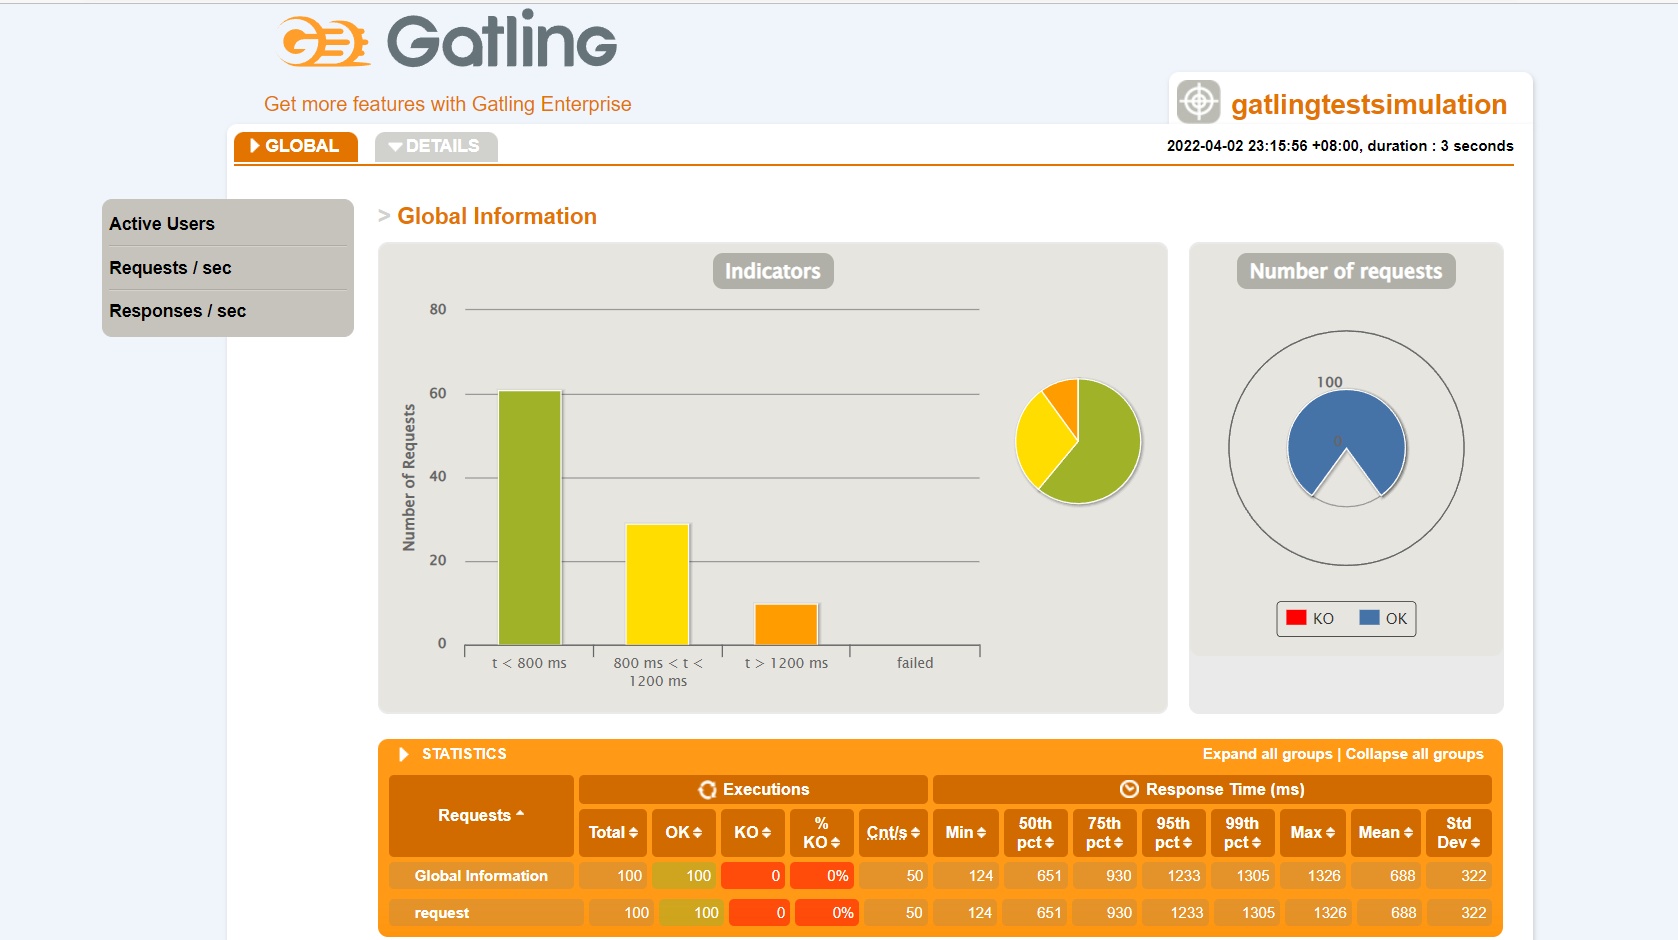 Gatling
Get more features with Gatling Enterprise
gatlingtestsimulation
GLOBAL
DETAILS
2022-04-02 23:15:56 +08:00, duration : 3 seconds
Active Users
Requests / sec
Responses / sec
> Global Information
Indicators
Number of Requests
80
60
40
20
0
t < 800 ms
800 ms < t <
1200 ms
t > 1200 ms
failed
Number of requests
100
0
KO
OK
STATISTICS
Expand all groups | Collapse all groups
Requests
Executions
Response Time (ms)
Total OK KO % KO Cnt/s Min 50th pct 75th pct 95th pct 99th pct Max Mean Std Dev
Global Information 100 100 0 0% 50 124 651 930 1233 1305 1326 688 322
request 100 100 0 0% 50 124 651 930 1233 1305 1326 688 322